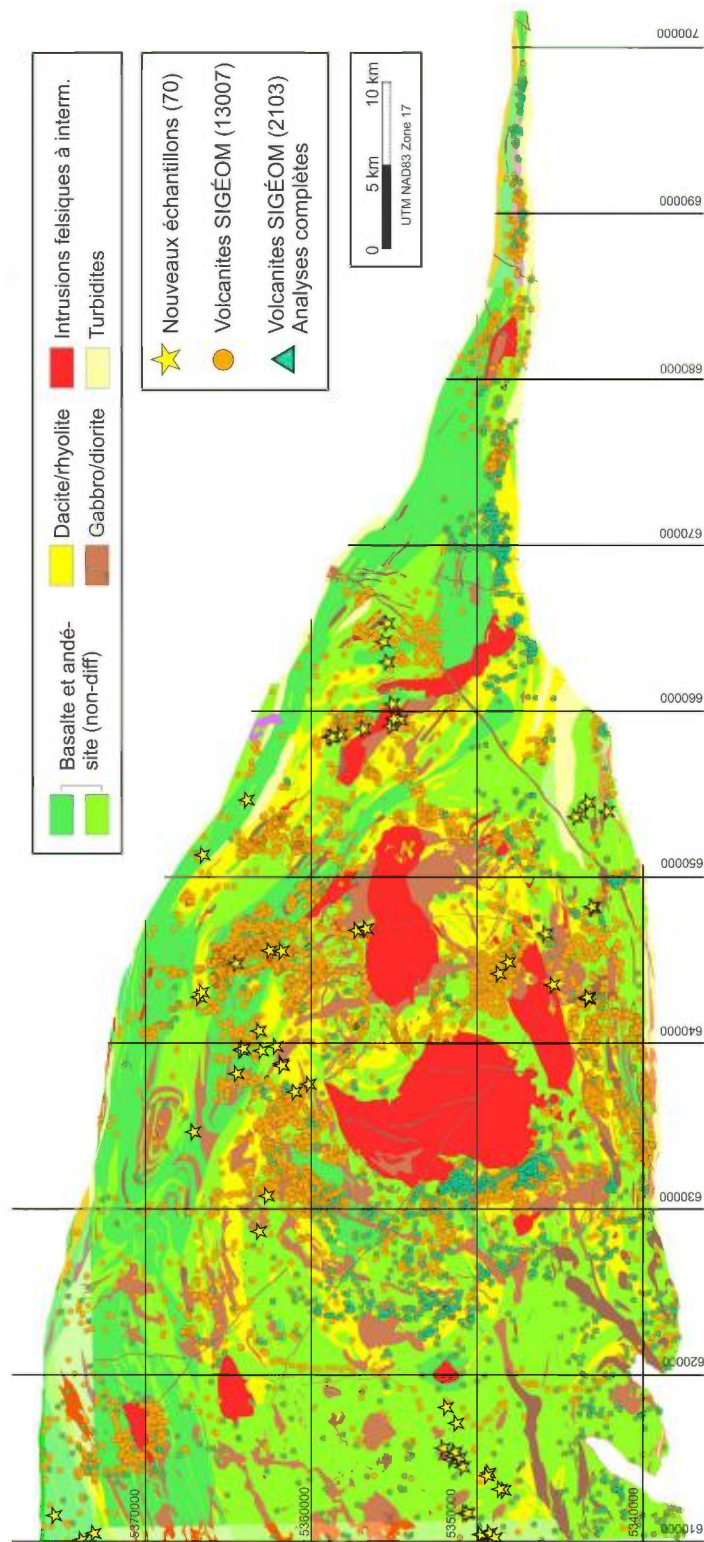 Basalte et andé-
site (non-diff)
Dacite/rhyolite
Gabbro/diorite
Intrusions felsiques à interm.
Turbidites
Nouveaux échantillons (70)
Volcanites SIGÉOM (13007)
Volcanites SIGÉOM (2103)
Analyses complètes
0 5 km 10 km
UTM NAD83 Zone 17
5370000
5360000
5350000
5340000
610000
620000
630000
640000
650000
660000
670000
680000
690000
700000